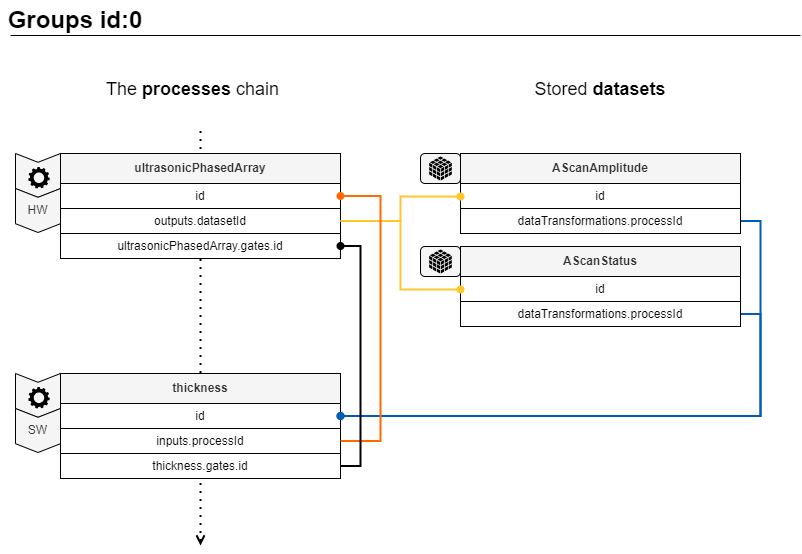 Groups id:0
The processes chain
Stored datasets
ultrasonicPhasedArray
id
HW
outputs.datasetId
ultrasonicPhasedArray.gates.id
AScanAmplitude
id
dataTransformations.processId
AScanStatus
id
dataTransformations.processId
thickness
id
SW
inputs.processId
thickness.gates.id